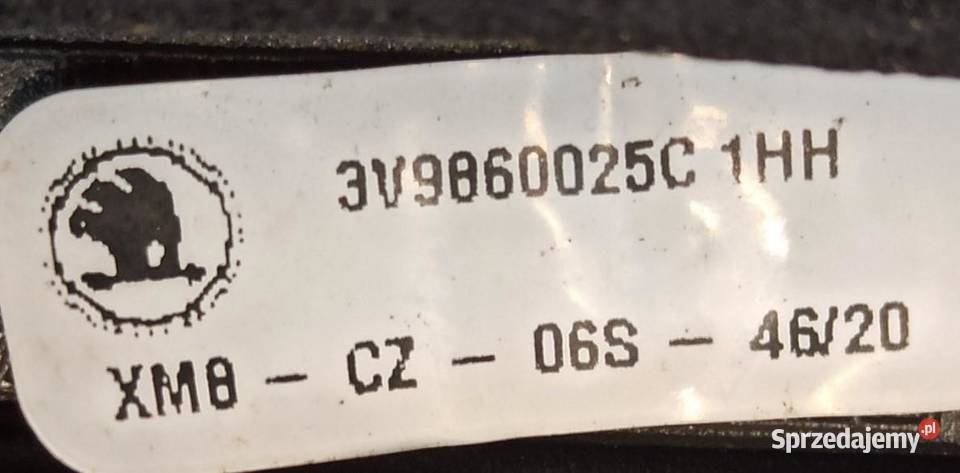 3V9860025C 1HH
XM8 - CZ - 06S - 46/20
Sprzedajemy.pl